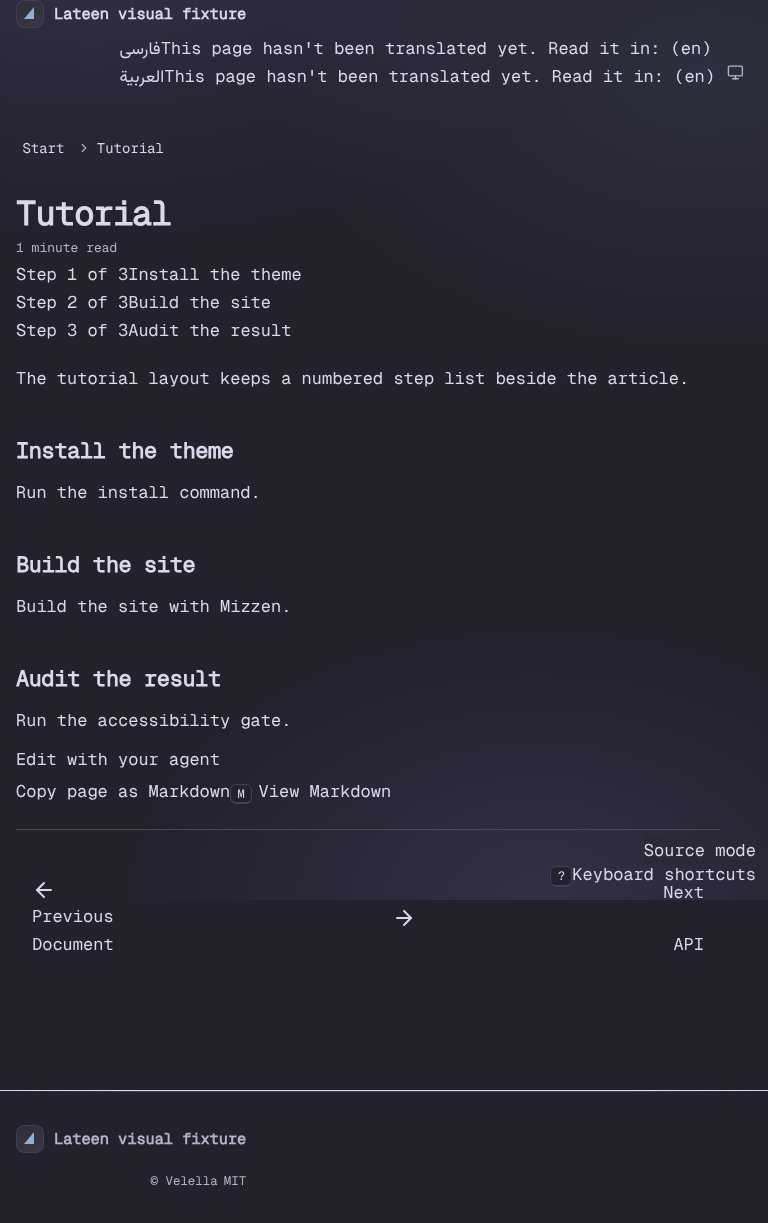 Lateen visual fixture
فارسیThis page hasn't been translated yet. Read it in: (en)
العربيةThis page hasn't been translated yet. Read it in: (en)
Start > Tutorial
Tutorial
1 minute read
Step 1 of 3Install the theme
Step 2 of 3Build the site
Step 3 of 3Audit the result
The tutorial layout keeps a numbered step list beside the article.
Install the theme
Run the install command.
Build the site
Build the site with Mizzen.
Audit the result
Run the accessibility gate.
Edit with your agent
Copy page as Markdown M View Markdown
Source mode
? Keyboard shortcuts
Next
Previous
Document
API
Lateen visual fixture
© Velella MIT